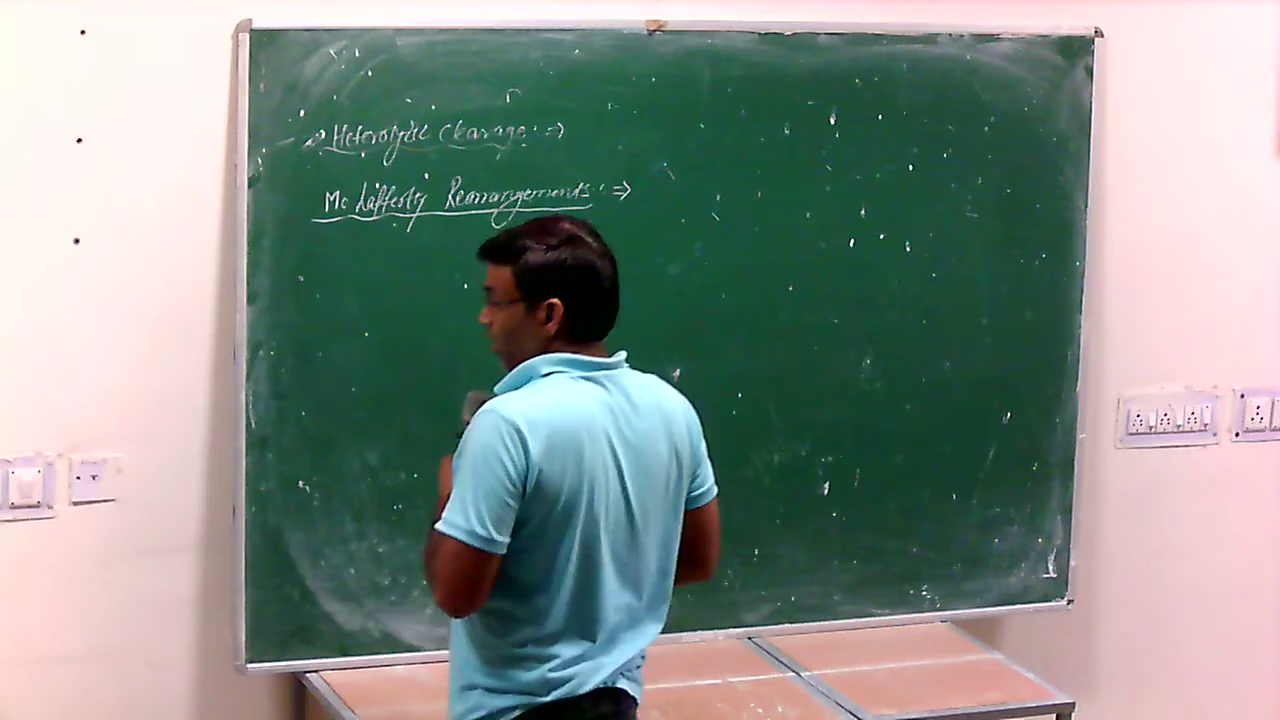 Heterolytic Cleavage :⇒
Mc Lafferty Rearrangements :⇒